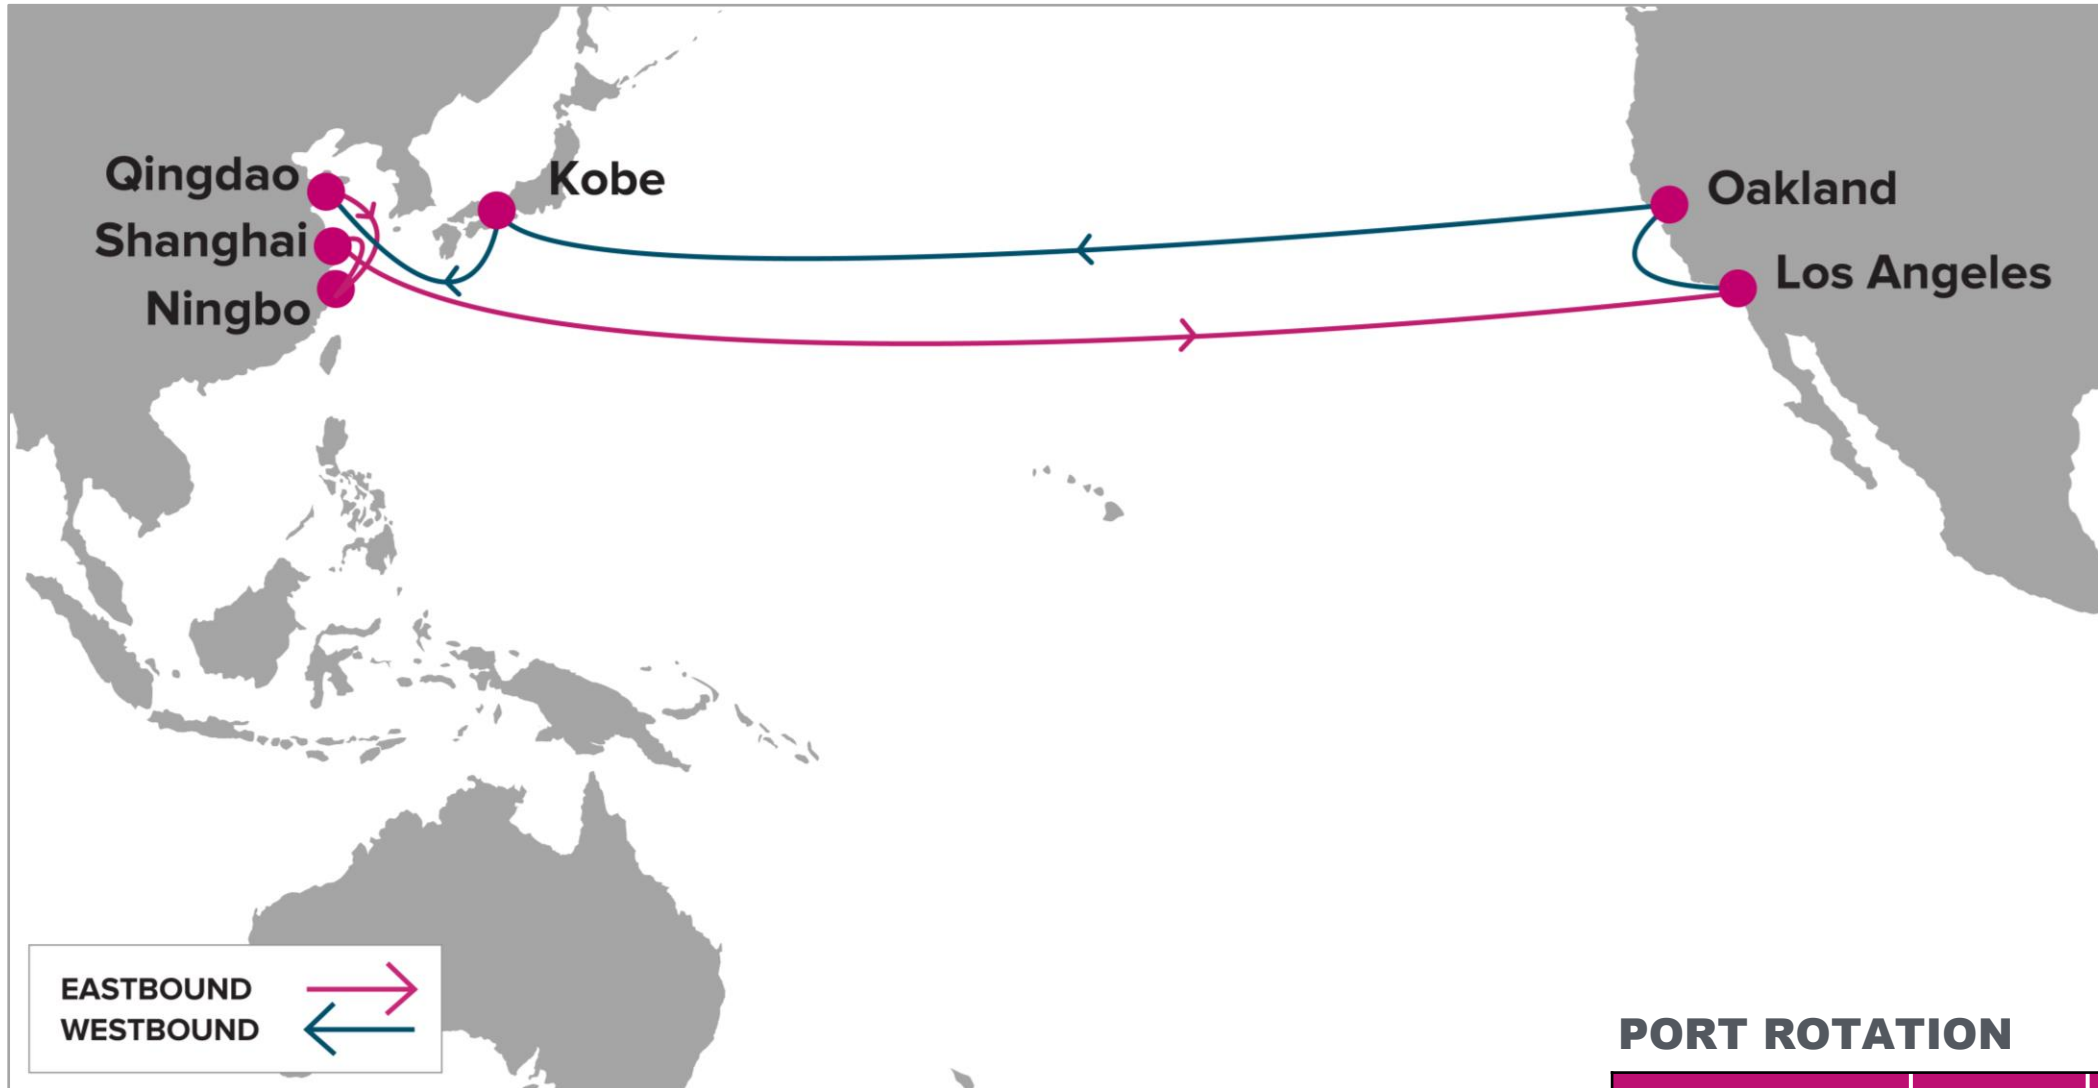 Qingdao
Kobe
Oakland
Shanghai
Los Angeles
Ningbo
EASTBOUND
WESTBOUND
PORT ROTATION